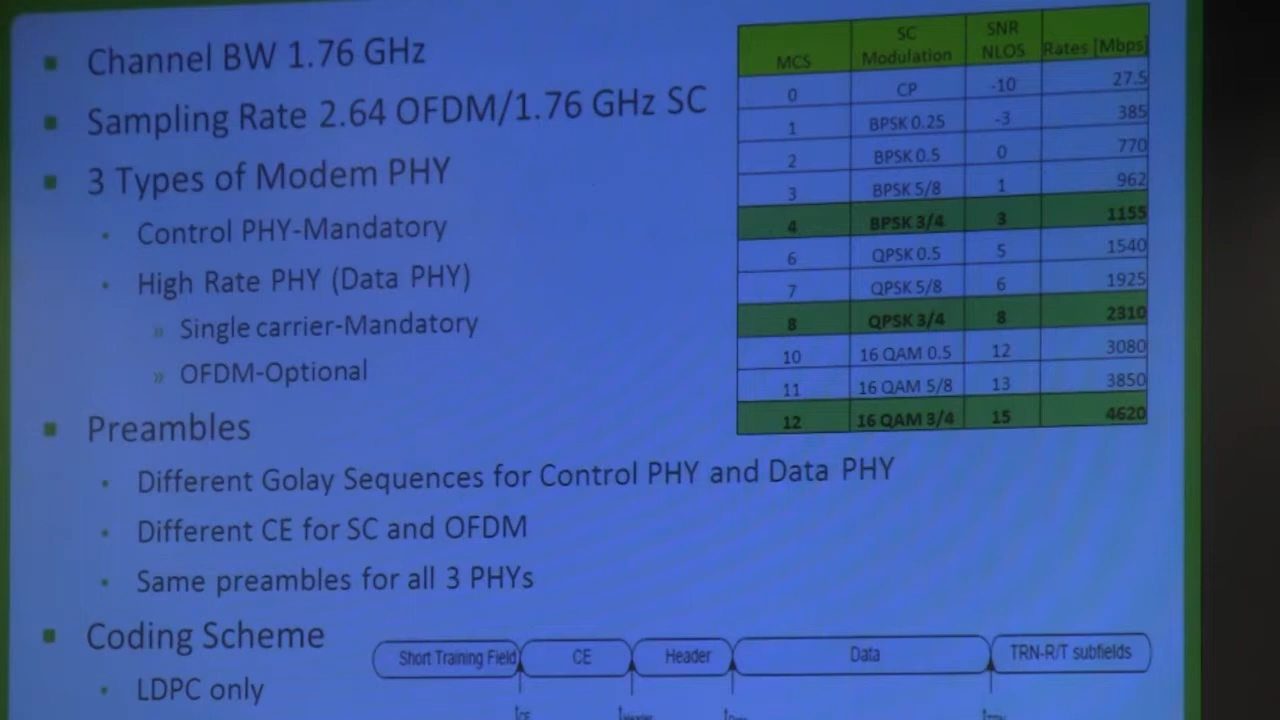 Channel BW 1.76 GHz
Sampling Rate 2.64 OFDM/1.76 GHz SC
3 Types of Modem PHY
Control PHY-Mandatory
High Rate PHY (Data PHY)
» Single carrier-Mandatory
» OFDM-Optional
Preambles
Different Golay Sequences for Control PHY and Data PHY
Different CE for SC and OFDM
Same preambles for all 3 PHYs
Coding Scheme
LDPC only
MCS SC Modulation SNR NLOS Rates [Mbps]
0 CP -10 27.5
1 BPSK 0.25 -3 385
2 BPSK 0.5 0 770
3 BPSK 5/8 1 962
4 BPSK 3/4 3 1155
6 QPSK 0.5 5 1540
7 QPSK 5/8 6 1925
8 QPSK 3/4 8 2310
10 16 QAM 0.5 12 3080
11 16 QAM 5/8 13 3850
12 16 QAM 3/4 15 4620
Short Training Field CE Header Data TRN-R/T subfields